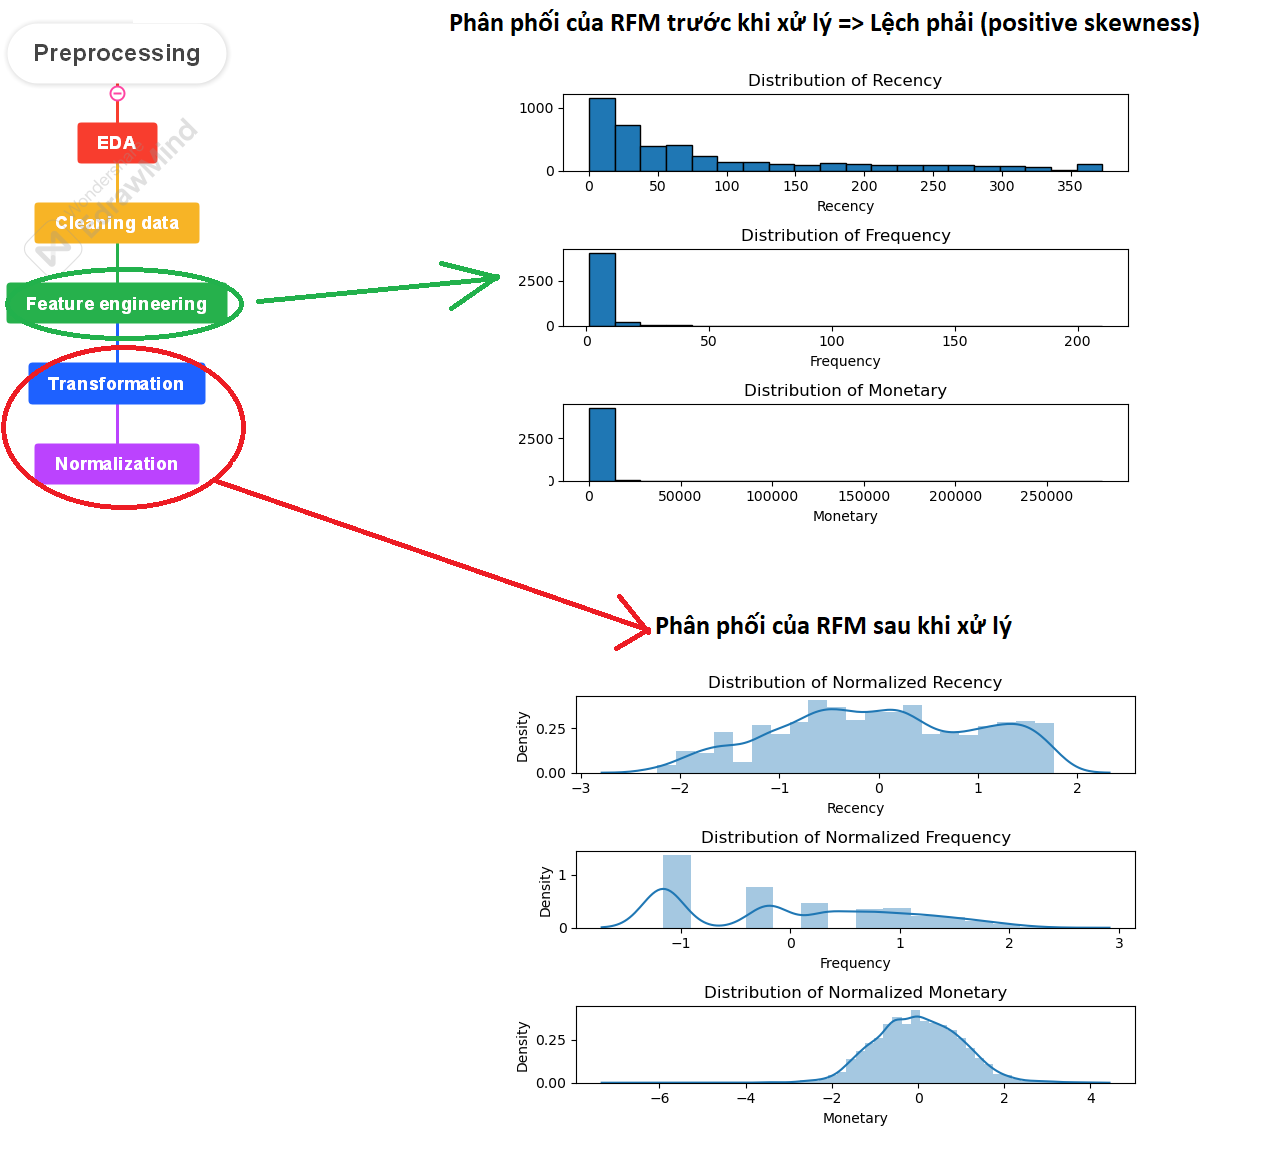 Preprocessing
EDA
Cleaning data
Feature engineering
Transformation
Normalization
Wondershare
EdrawMind
Phân phối của RFM trước khi xử lý => Lệch phải (positive skewness)
Distribution of Recency
1000
0
0 50 100 150 200 250 300 350
Recency
Distribution of Frequency
2500
0
0 50 100 150 200
Frequency
Distribution of Monetary
2500
0
0 50000 100000 150000 200000 250000
Monetary
Phân phối của RFM sau khi xử lý
Distribution of Normalized Recency
Density
0.25
0.00
−3 −2 −1 0 1 2
Recency
Distribution of Normalized Frequency
Density
1
0
−1 0 1 2 3
Frequency
Distribution of Normalized Monetary
Density
0.25
0.00
−6 −4 −2 0 2 4
Monetary